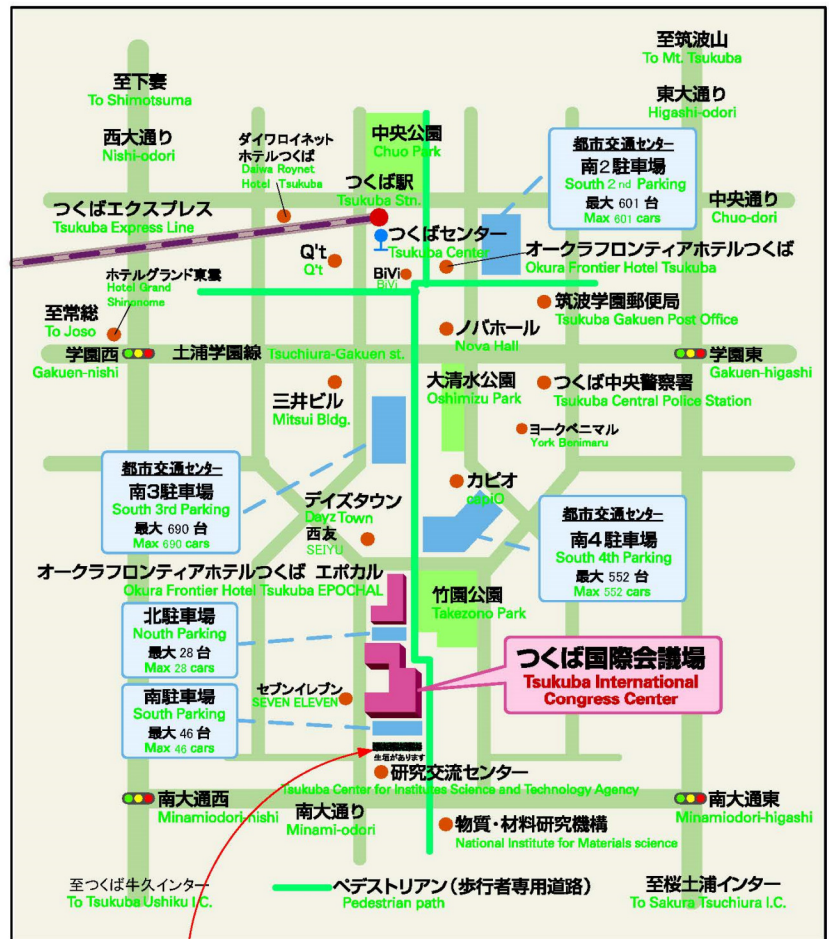 至筑波山
To Mt. Tsukuba
至下妻
To Shimotsuma
東大通り
Higashi-odori
西大通り
Nishi-odori
ダイワロイネット
ホテルつくば
Daiwa Roynet
Hotel Tsukuba
中央公園
Chuo Park
都市交通センター
南2駐車場
South 2nd Parking
最大 601 台
Max 601 cars
つくば駅
Tsukuba Stn.
中央通り
Chuo-dori
つくばエクスプレス
Tsukuba Express Line
つくばセンター
Tsukuba Center
Q't
Q't
BiVi
BiVi
オークラフロンティアホテルつくば
Okura Frontier Hotel Tsukuba
ホテルグランド東雲
Hotel Grand
Shinonome
至常総
To Joso
筑波学園郵便局
Tsukuba Gakuen Post Office
ノバホール
Nova Hall
学園西
Gakuen-nishi
土浦学園線 Tsuchiura-Gakuen st.
学園東
Gakuen-higashi
三井ビル
Mitsui Bldg.
大清水公園
Oshimizu Park
つくば中央警察署
Tsukuba Central Police Station
ヨークベニマル
York Benimaru
都市交通センター
南3駐車場
South 3rd Parking
最大 690 台
Max 690 cars
カピオ
capiO
デイズタウン
Dayz Town
西友
SEIYU
都市交通センター
南4駐車場
South 4th Parking
最大 552 台
Max 552 cars
オークラフロンティアホテルつくば エポカル
Okura Frontier Hotel Tsukuba EPOCHAL
竹園公園
Takezono Park
北駐車場
Nouth Parking
最大 28 台
Max 28 cars
つくば国際会議場
Tsukuba International
Congress Center
セブンイレブン
SEVEN ELEVEN
南駐車場
South Parking
最大 46 台
Max 46 cars
生垣があります
研究交流センター
Tsukuba Center for Institutes Science and Technology Agency
南大通西
Minamiodori-nishi
南大通り
Minami-odori
南大通東
Minamiodori-higashi
物質・材料研究機構
National Institute for Materials science
至つくば牛久インター
To Tsukuba Ushiku I.C.
ペデストリアン（歩行者専用道路）
Pedestrian path
至桜土浦インター
To Sakura Tsuchiura I.C.